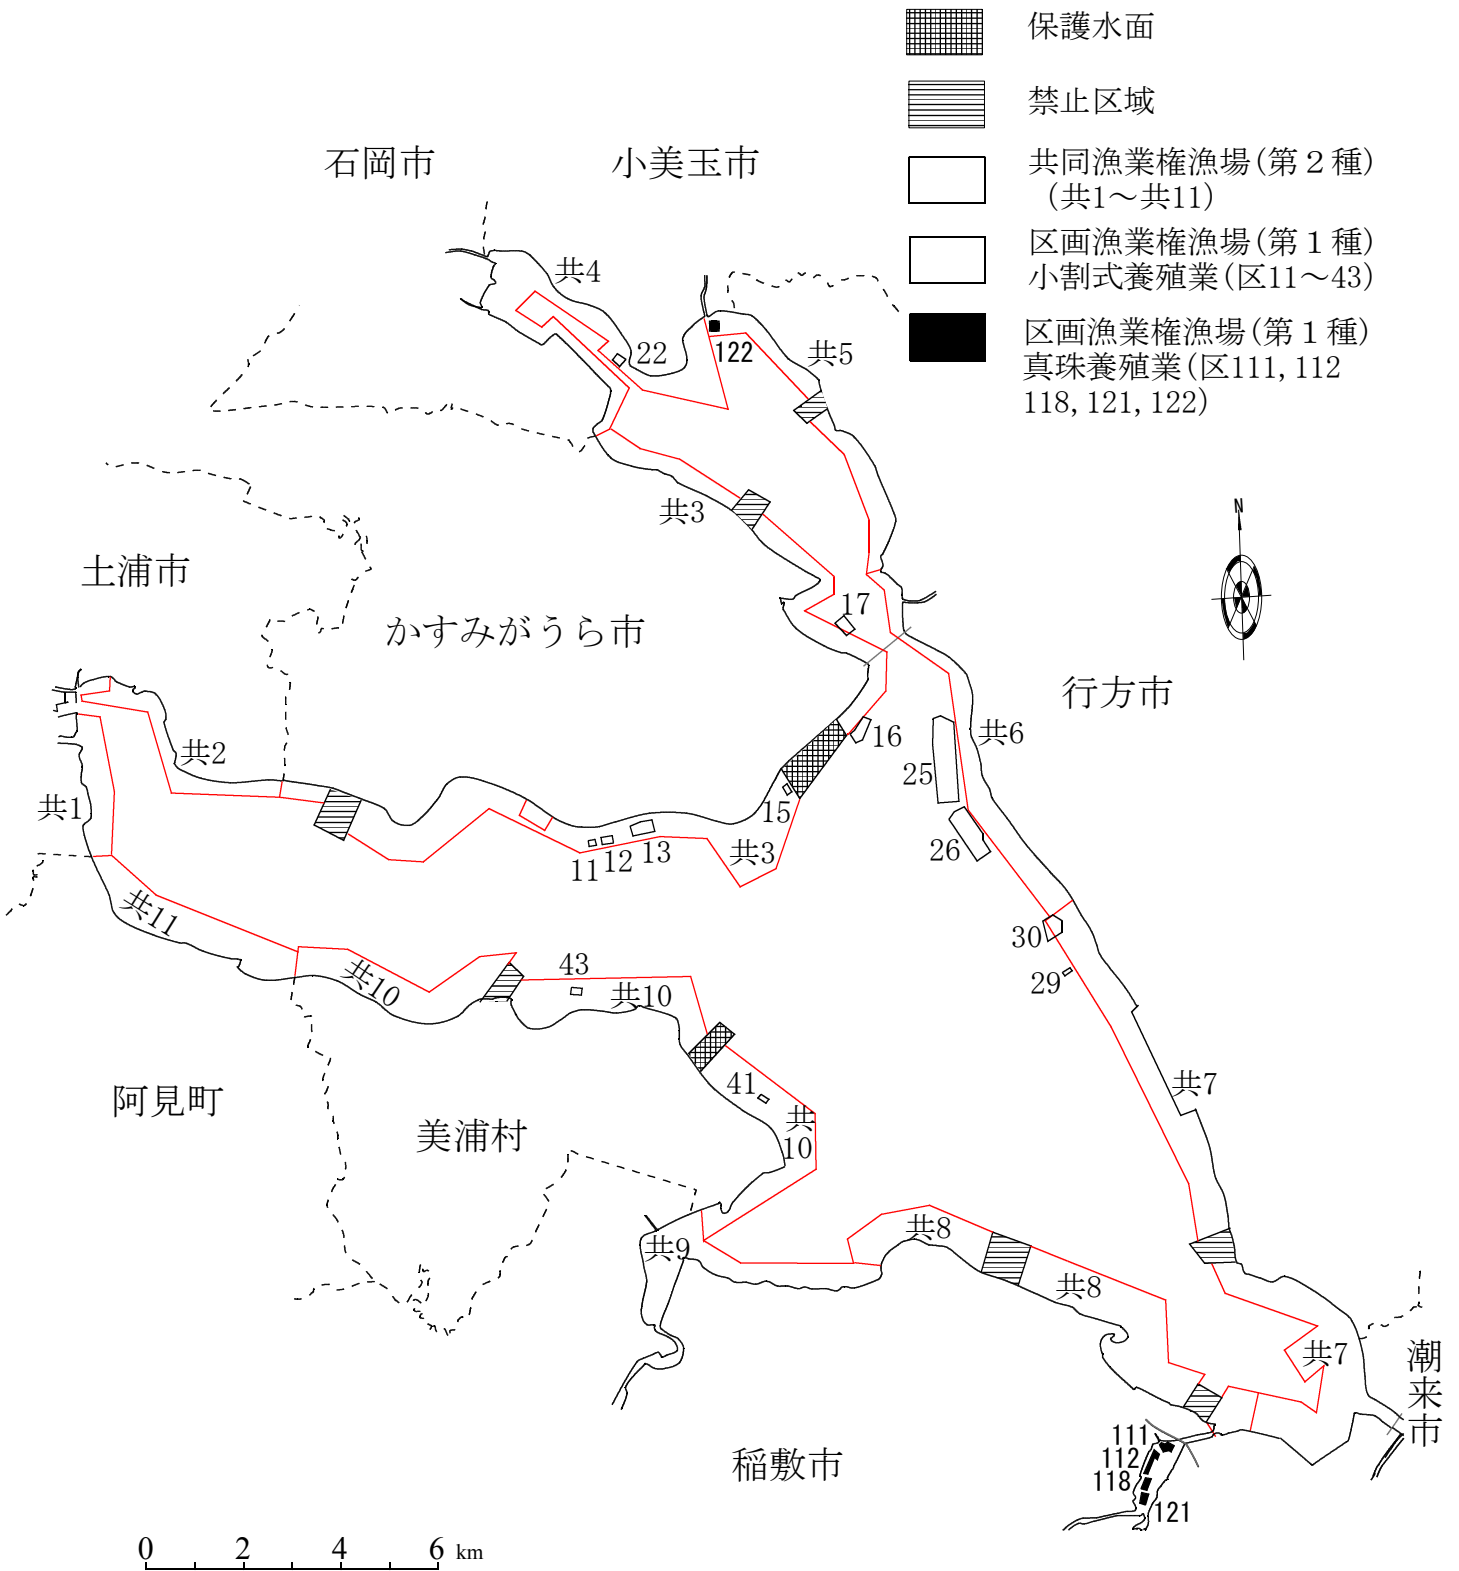 保護水面
禁止区域
共同漁業権漁場(第２種)
(共1～共11)
区画漁業権漁場(第１種)
小割式養殖業(区11～43)
区画漁業権漁場(第１種)
真珠養殖業(区111,112
118,121,122)
石岡市
小美玉市
共4
22
122
共5
共3
N
土浦市
17
かすみがうら市
行方市
共2
16
共6
25
15
共1
11
12
13
共3
26
共11
30
43
29
共10
共10
41
共7
阿見町
共
10
美浦村
共9
共8
共8
共7
潮来市
111
112
118
121
稲敷市
0 2 4 6 km